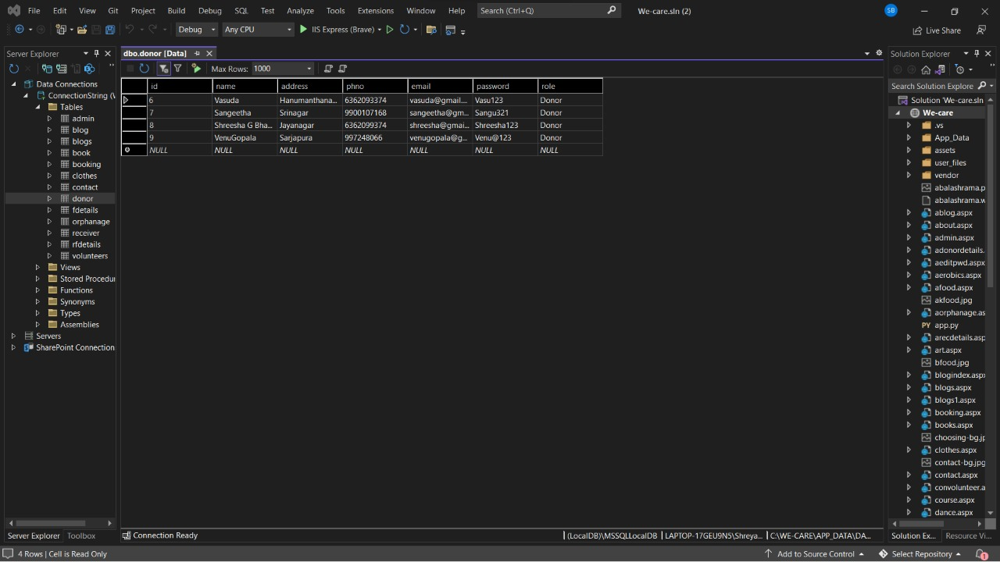 File Edit View Git Project Build Debug SQL Test Analyze Tools Extensions Window Help Search (Ctrl+Q) We-care.sln (2) SB
Debug Any CPU IIS Express (Brave) Live Share
Server Explorer
dbo.donor [Data]
Solution Explorer
Max Rows: 1000
Search Solution Explore
Data Connections
ConnectionString (
Tables
admin
blog
blogs
book
booking
clothes
contact
donor
fdetails
orphanage
receiver
rfdetails
volunteers
Views
Stored Procedu
Functions
Synonyms
Types
Assemblies
Servers
SharePoint Connection
id name address phno email password role
6 Vasuda Hanumanthana... 6362093374 vasuda@gmail.... Vasu123 Donor
7 Sangeetha Srinagar 9900107168 sangeetha@gm... Sangu321 Donor
8 Shreesha G Bha... Jayanagar 6362099374 shreesha@gmai... Shreesha123 Donor
9 VenuGopala Sarjapura 997248066 venugopala@g... Venu@123 Donor
NULL NULL NULL NULL NULL NULL NULL
Solution 'We-care.sln
We-care
.vs
App_Data
assets
user_files
vendor
abalashrama.p
abalashrama.w
ablog.aspx
about.aspx
admin.aspx
adonordetails.
aeditpwd.aspx
aerobics.aspx
afood.aspx
akfood.jpg
aorphanage.as
PY app.py
arecdetails.asp
art.aspx
bfood.jpg
blogindex.aspx
blogs.aspx
blogs1.aspx
booking.aspx
books.aspx
choosing-bg.jp
clothes.aspx
contact-bg.jpg
contact.aspx
convolunteer.a
course.aspx
dance.aspx
Server Explorer Toolbox
Connection Ready (LocalDB)\MSSQLLocalDB LAPTOP-17GEU9N5\Shreya... C:\WE-CARE\APP_DATA\DA...
Solution Ex... Resource Vi...
4 Rows | Cell is Read Only Add to Source Control Select Repository 1